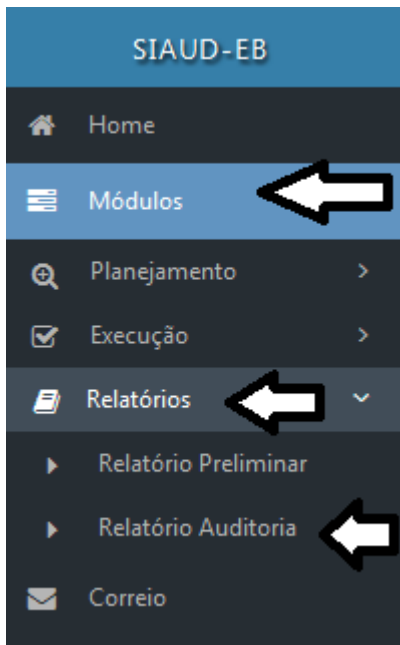 SIAUD-EB
Home
Módulos
Planejamento
Execução
Relatórios
Relatório Preliminar
Relatório Auditoria
Correio